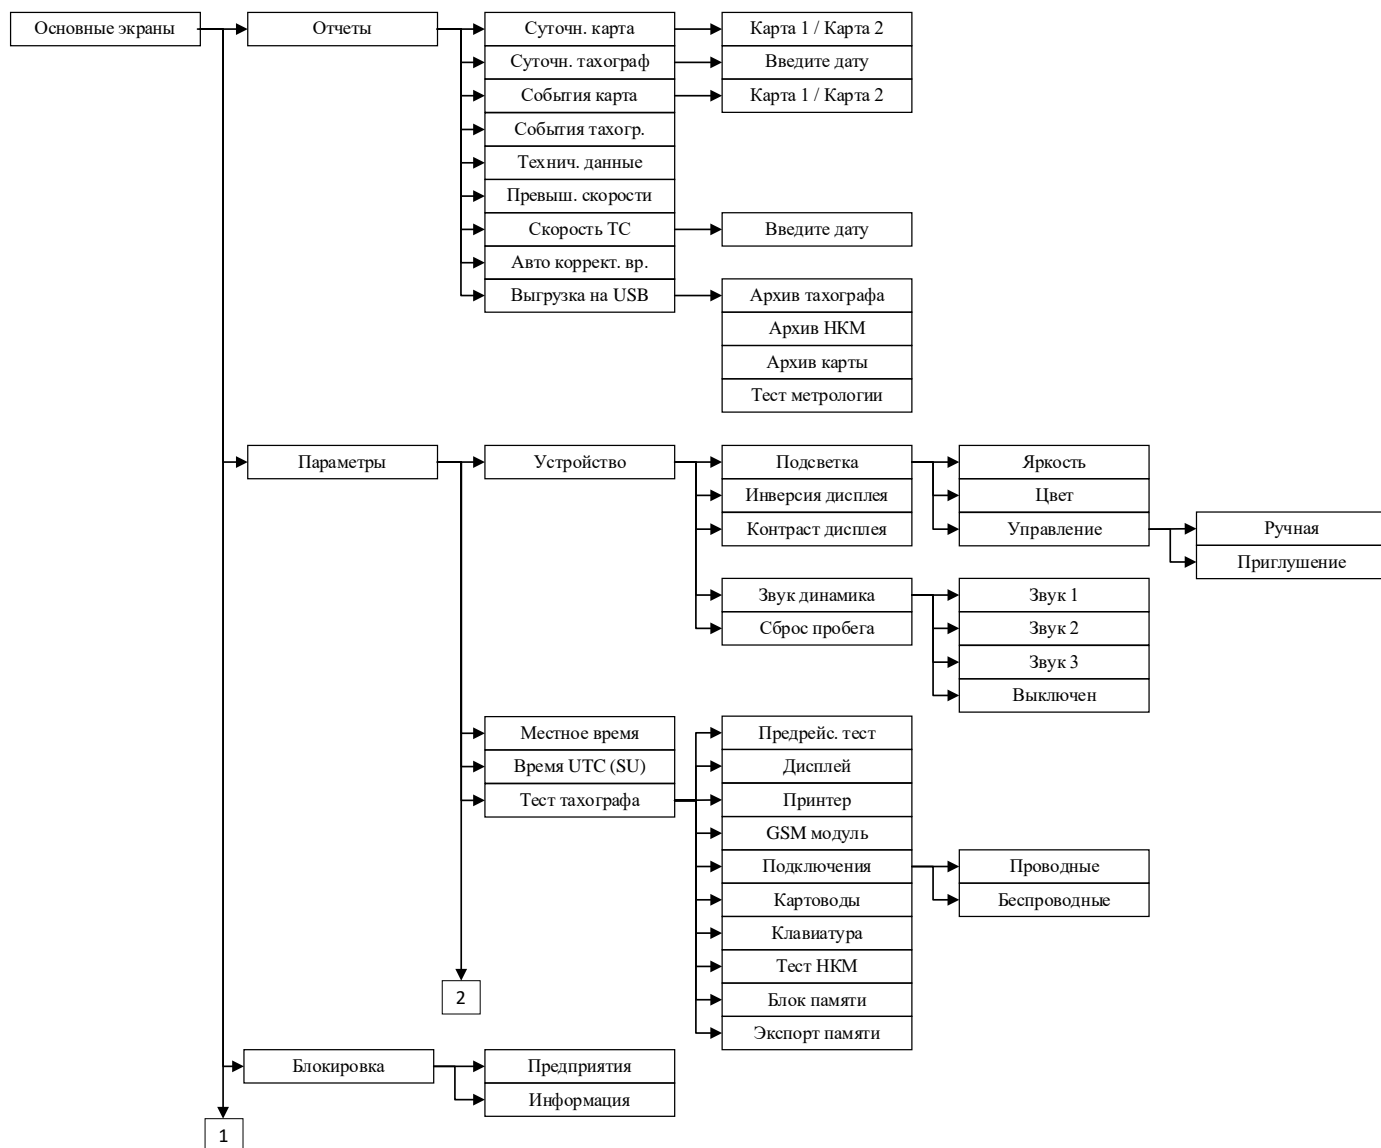 Основные экраны
Отчеты
Суточн. карта
Карта 1 / Карта 2
Суточн. тахограф
Введите дату
События карта
Карта 1 / Карта 2
События тахогр.
Технич. данные
Превыш. скорости
Скорость ТС
Введите дату
Авто коррект. вр.
Выгрузка на USB
Архив тахографа
Архив НКМ
Архив карты
Тест метрологии
Параметры
Устройство
Подсветка
Яркость
Инверсия дисплея
Цвет
Контраст дисплея
Управление
Ручная
Приглушение
Звук динамика
Звук 1
Сброс пробега
Звук 2
Звук 3
Выключен
Местное время
Предрейс. тест
Время UTC (SU)
Дисплей
Тест тахографа
Принтер
GSM модуль
Подключения
Проводные
Картоводы
Беспроводные
Клавиатура
Тест НКМ
2
Блок памяти
Экспорт памяти
Блокировка
Предприятия
Информация
1